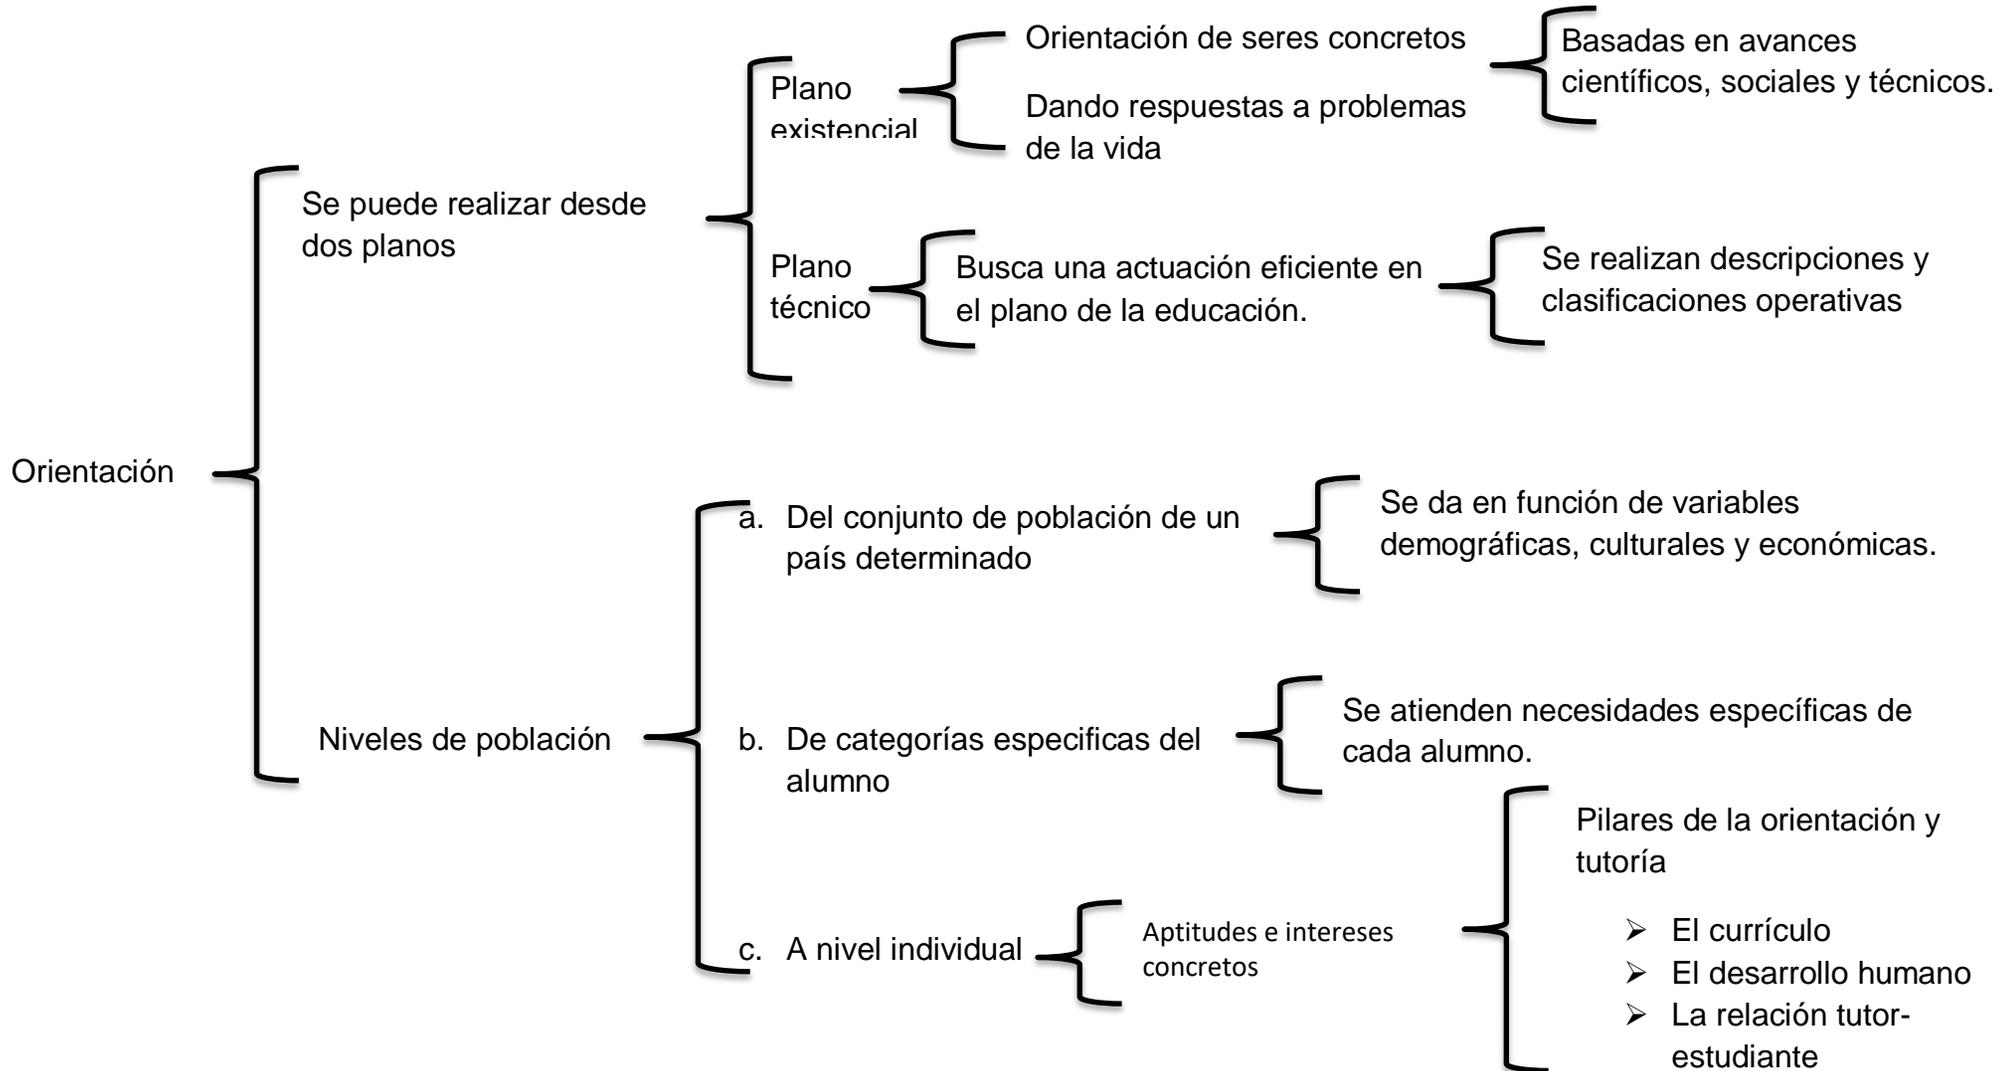 Orientación
Se puede realizar desde
dos planos
Plano
existencial
Orientación de seres concretos
Dando respuestas a problemas
de la vida
Basadas en avances
científicos, sociales y técnicos.
Plano
técnico
Busca una actuación eficiente en
el plano de la educación.
Se realizan descripciones y
clasificaciones operativas
Niveles de población
a. Del conjunto de población de un
país determinado
Se da en función de variables
demográficas, culturales y económicas.
b. De categorías especificas del
alumno
Se atienden necesidades específicas de
cada alumno.
c. A nivel individual
Aptitudes e intereses
concretos
Pilares de la orientación y
tutoría
➢ El currículo
➢ El desarrollo humano
➢ La relación tutor-
estudiante